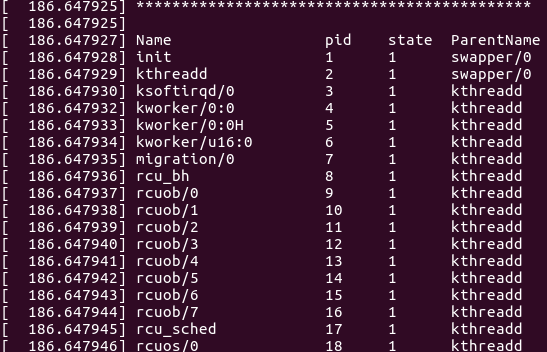 [  186.647925] ********************************************
[  186.647925]
[  186.647927] Name                 pid    state  ParentName
[  186.647928] init                 1      1      swapper/0
[  186.647929] kthreadd             2      1      swapper/0
[  186.647930] ksoftirqd/0          3      1      kthreadd
[  186.647932] kworker/0:0          4      1      kthreadd
[  186.647933] kworker/0:0H         5      1      kthreadd
[  186.647934] kworker/u16:0        6      1      kthreadd
[  186.647935] migration/0          7      1      kthreadd
[  186.647936] rcu_bh               8      1      kthreadd
[  186.647937] rcuob/0              9      1      kthreadd
[  186.647938] rcuob/1              10     1      kthreadd
[  186.647939] rcuob/2              11     1      kthreadd
[  186.647940] rcuob/3              12     1      kthreadd
[  186.647941] rcuob/4              13     1      kthreadd
[  186.647942] rcuob/5              14     1      kthreadd
[  186.647943] rcuob/6              15     1      kthreadd
[  186.647944] rcuob/7              16     1      kthreadd
[  186.647945] rcu_sched            17     1      kthreadd
[  186.647946] rcuos/0              18     1      kthreadd